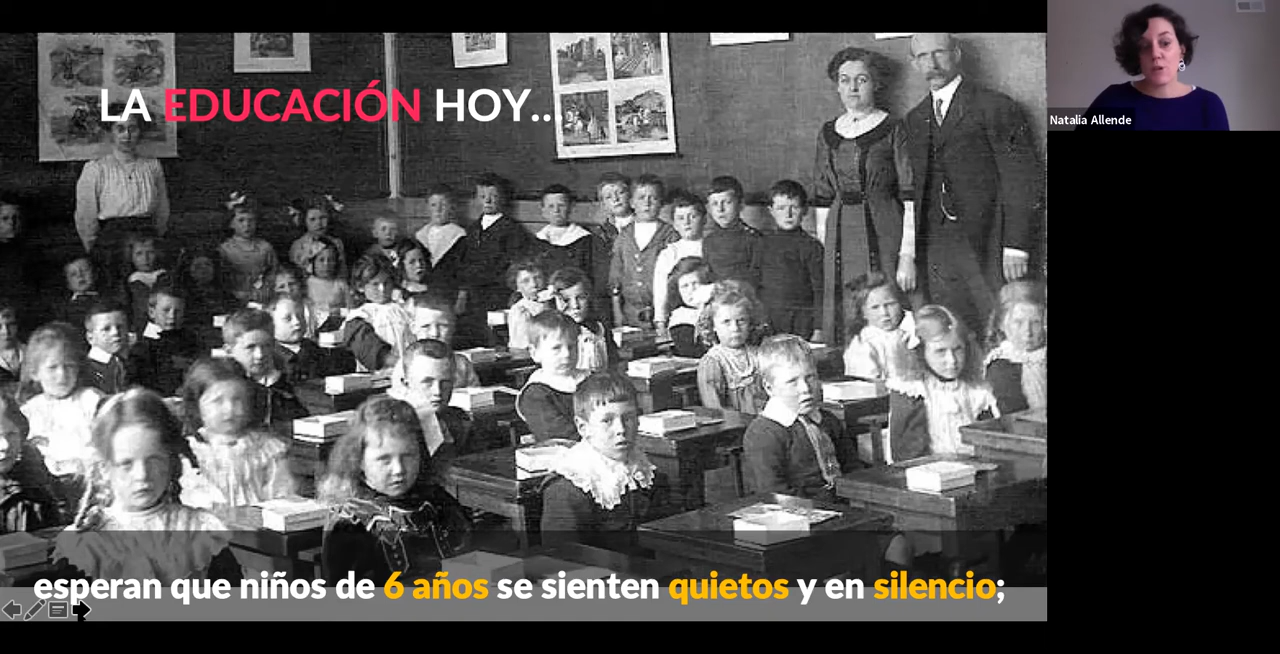 LA EDUCACIÓN HOY...
Natalia Allende
esperan que niños de 6 años se sienten quietos y en silencio;